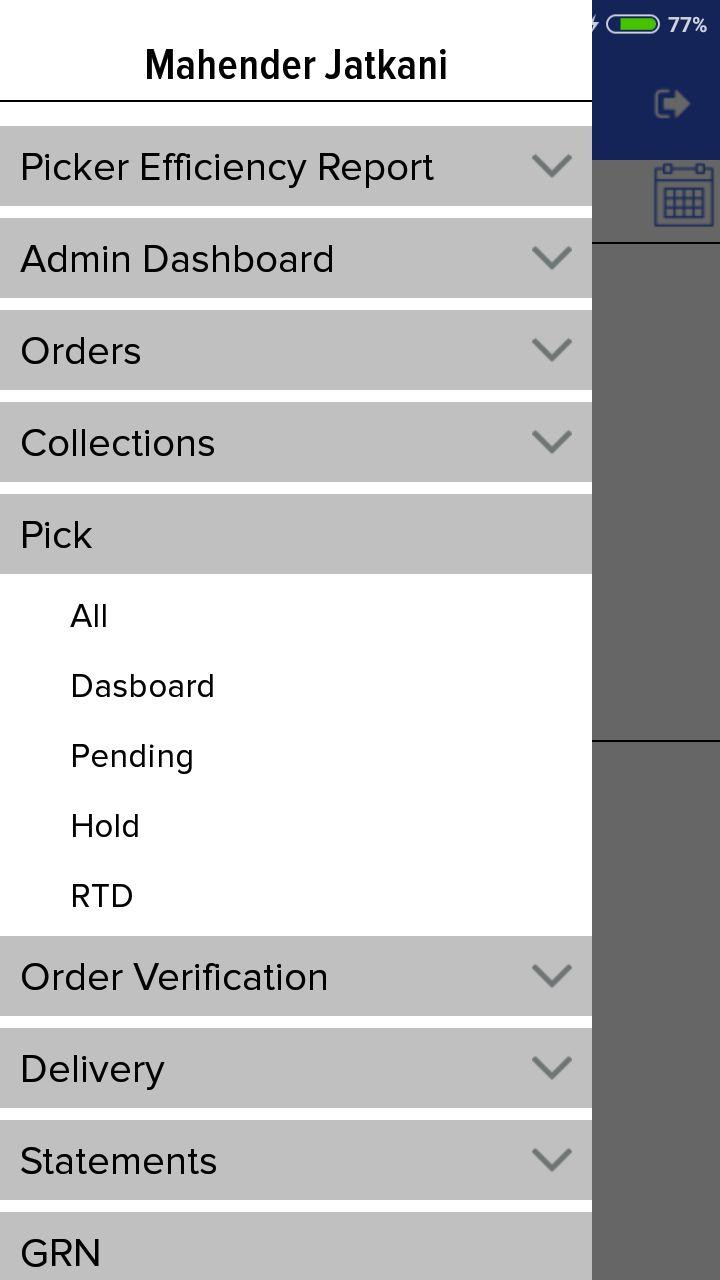 77%
Mahender Jatkani
Picker Efficiency Report
Admin Dashboard
Orders
Collections
Pick
All
Dasboard
Pending
Hold
RTD
Order Verification
Delivery
Statements
GRN